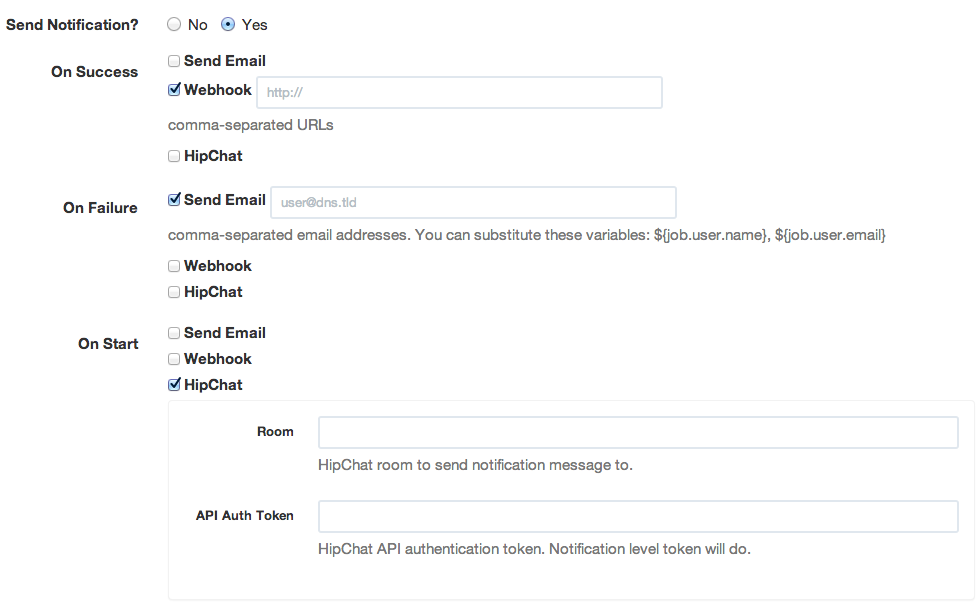 Send Notification? No Yes
On Success
Send Email
Webhook http://
comma-separated URLs
HipChat
On Failure
Send Email user@dns.tld
comma-separated email addresses. You can substitute these variables: ${job.user.name}, ${job.user.email}
Webhook
HipChat
On Start
Send Email
Webhook
HipChat
Room
HipChat room to send notification message to.
API Auth Token
HipChat API authentication token. Notification level token will do.